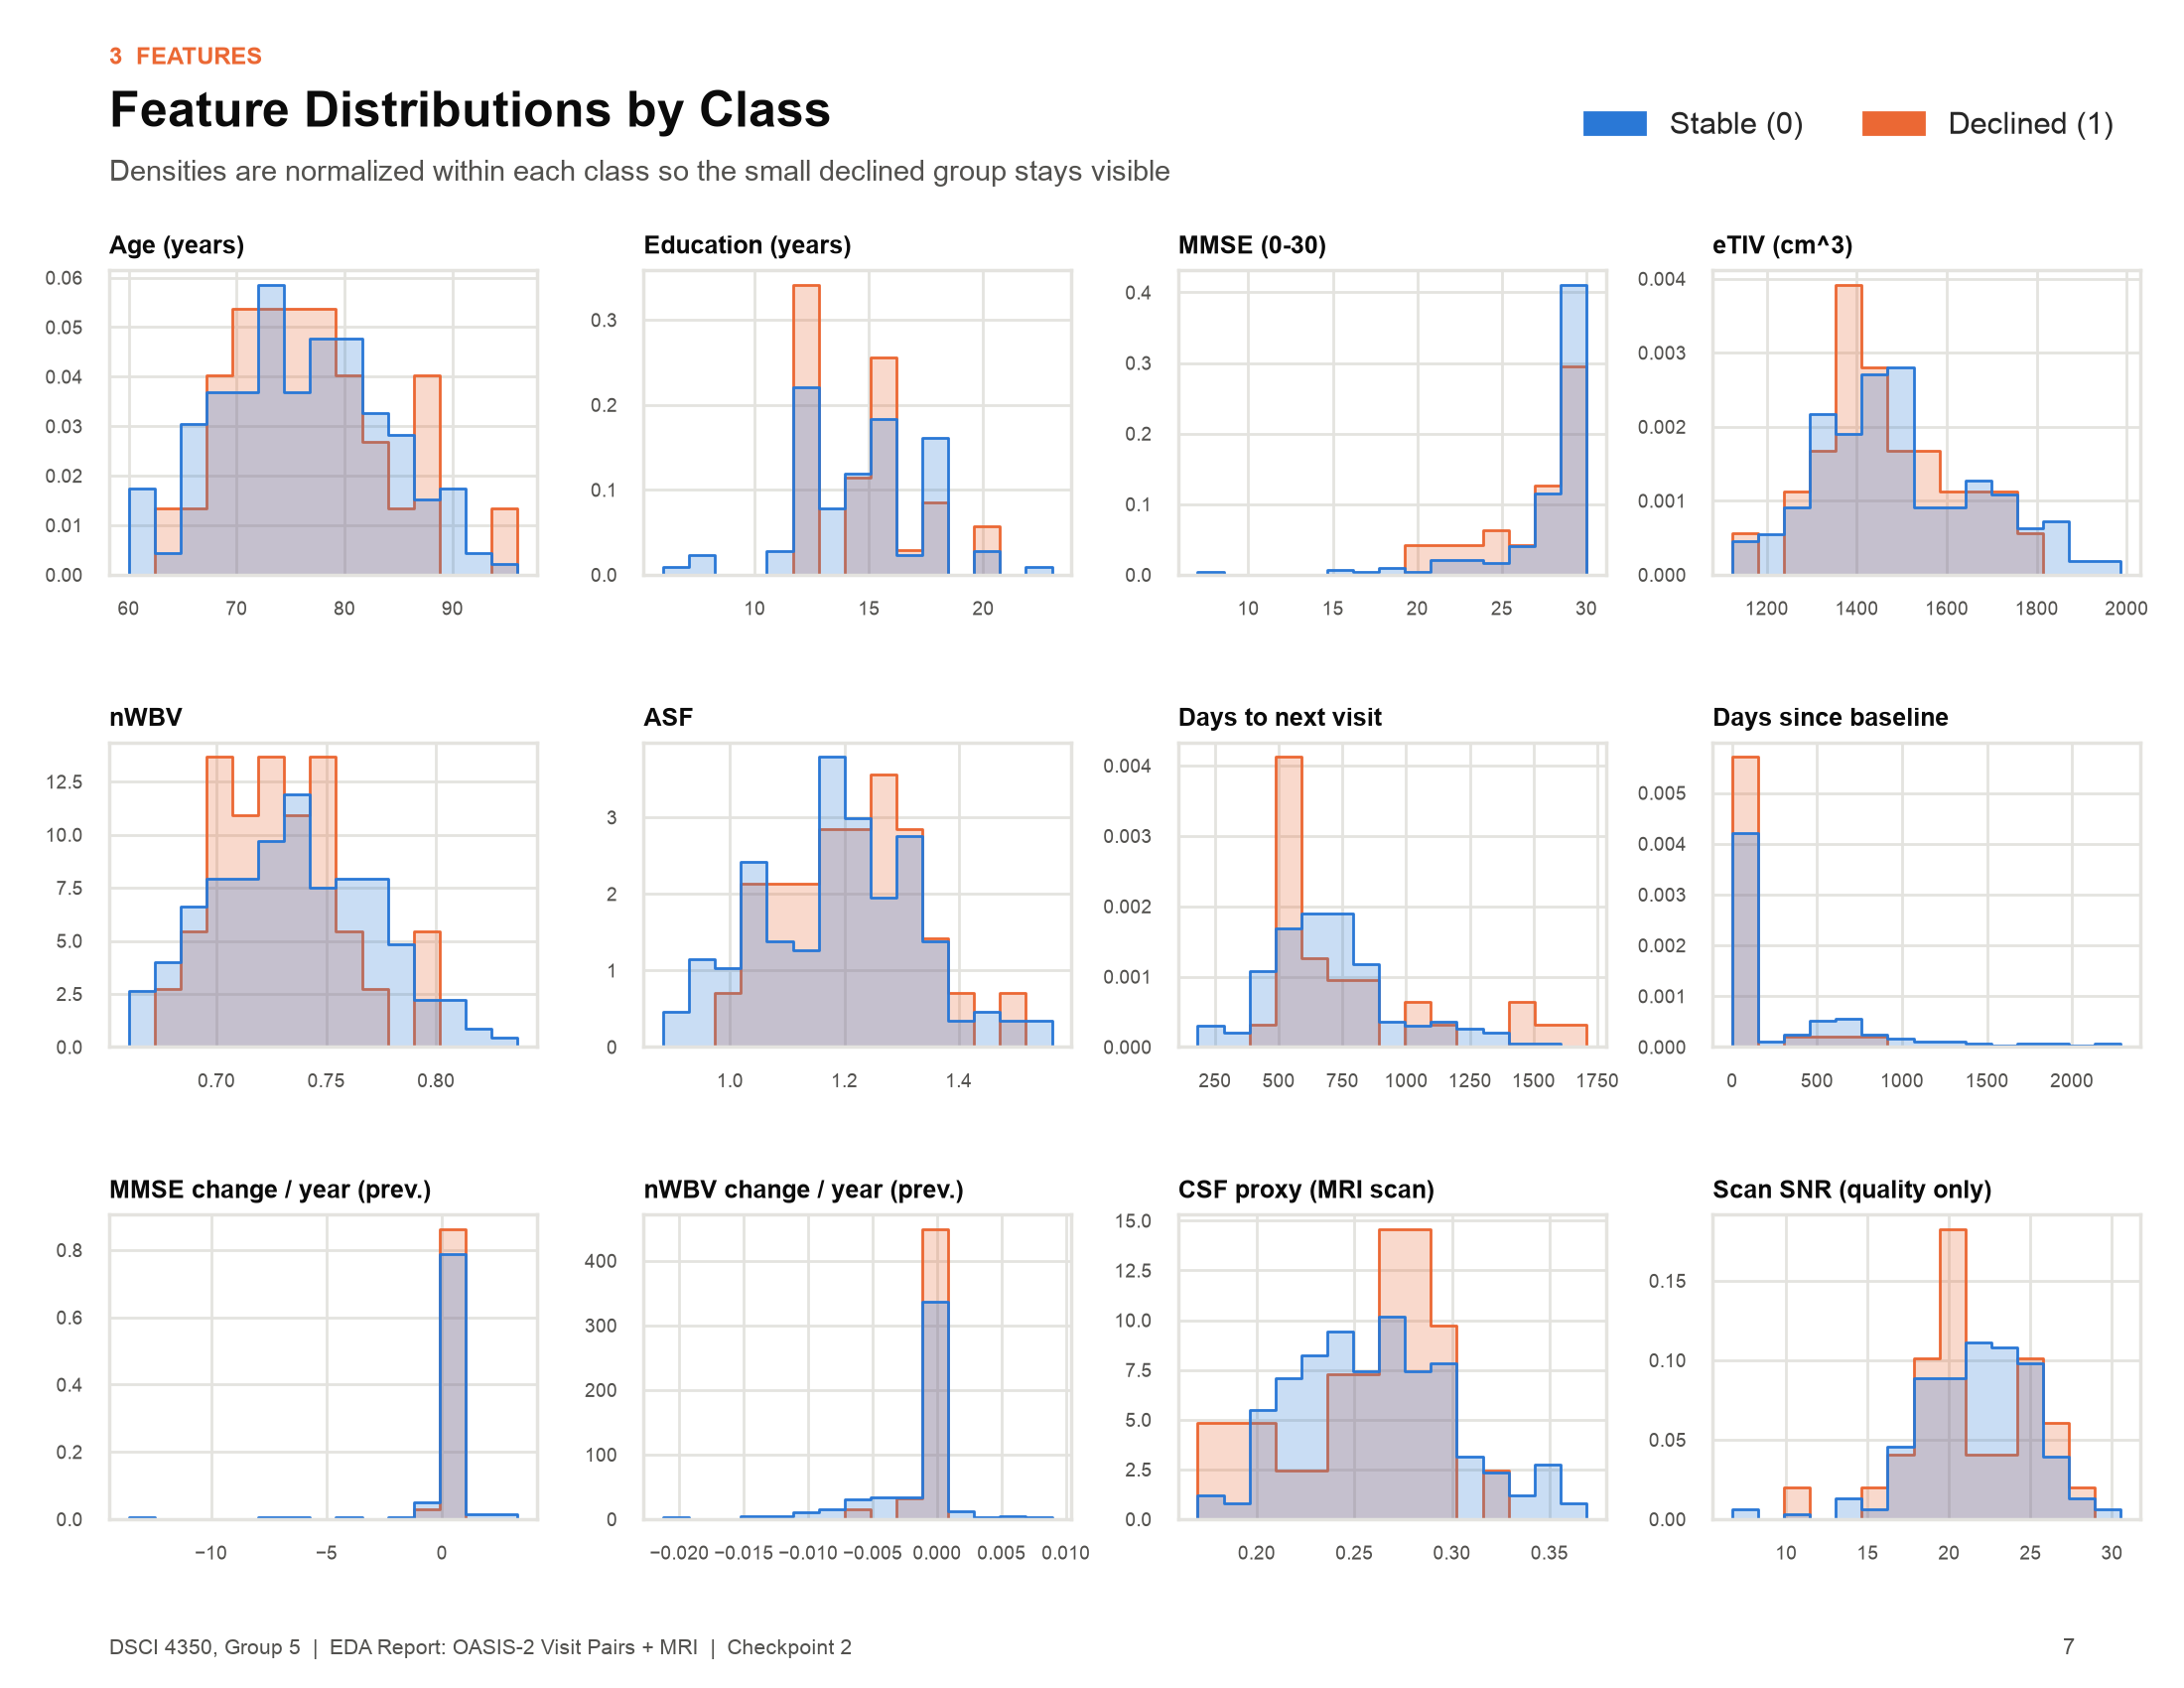 3 FEATURES
Feature Distributions by Class
Stable (0) Declined (1)
Densities are normalized within each class so the small declined group stays visible
Age (years)
0.06
0.05
0.04
0.03
0.02
0.01
0.00
60 70 80 90
Education (years)
0.3
0.2
0.1
0.0
10 15 20
MMSE (0-30)
0.4
0.3
0.2
0.1
0.0
10 15 20 25 30
eTIV (cm^3)
0.004
0.003
0.002
0.001
0.000
1200 1400 1600 1800 2000
nWBV
12.5
10.0
7.5
5.0
2.5
0.0
0.70 0.75 0.80
ASF
3
2
1
0
1.0 1.2 1.4
Days to next visit
0.004
0.003
0.002
0.001
0.000
250 500 750 1000 1250 1500 1750
Days since baseline
0.005
0.004
0.003
0.002
0.001
0.000
0 500 1000 1500 2000
MMSE change / year (prev.)
0.8
0.6
0.4
0.2
0.0
−10 −5 0
nWBV change / year (prev.)
400
300
200
100
0
−0.020 −0.015 −0.010 −0.005 0.000 0.005 0.010
CSF proxy (MRI scan)
15.0
12.5
10.0
7.5
5.0
2.5
0.0
0.20 0.25 0.30 0.35
Scan SNR (quality only)
0.15
0.10
0.05
0.00
10 15 20 25 30
DSCI 4350, Group 5 | EDA Report: OASIS-2 Visit Pairs + MRI | Checkpoint 2
7